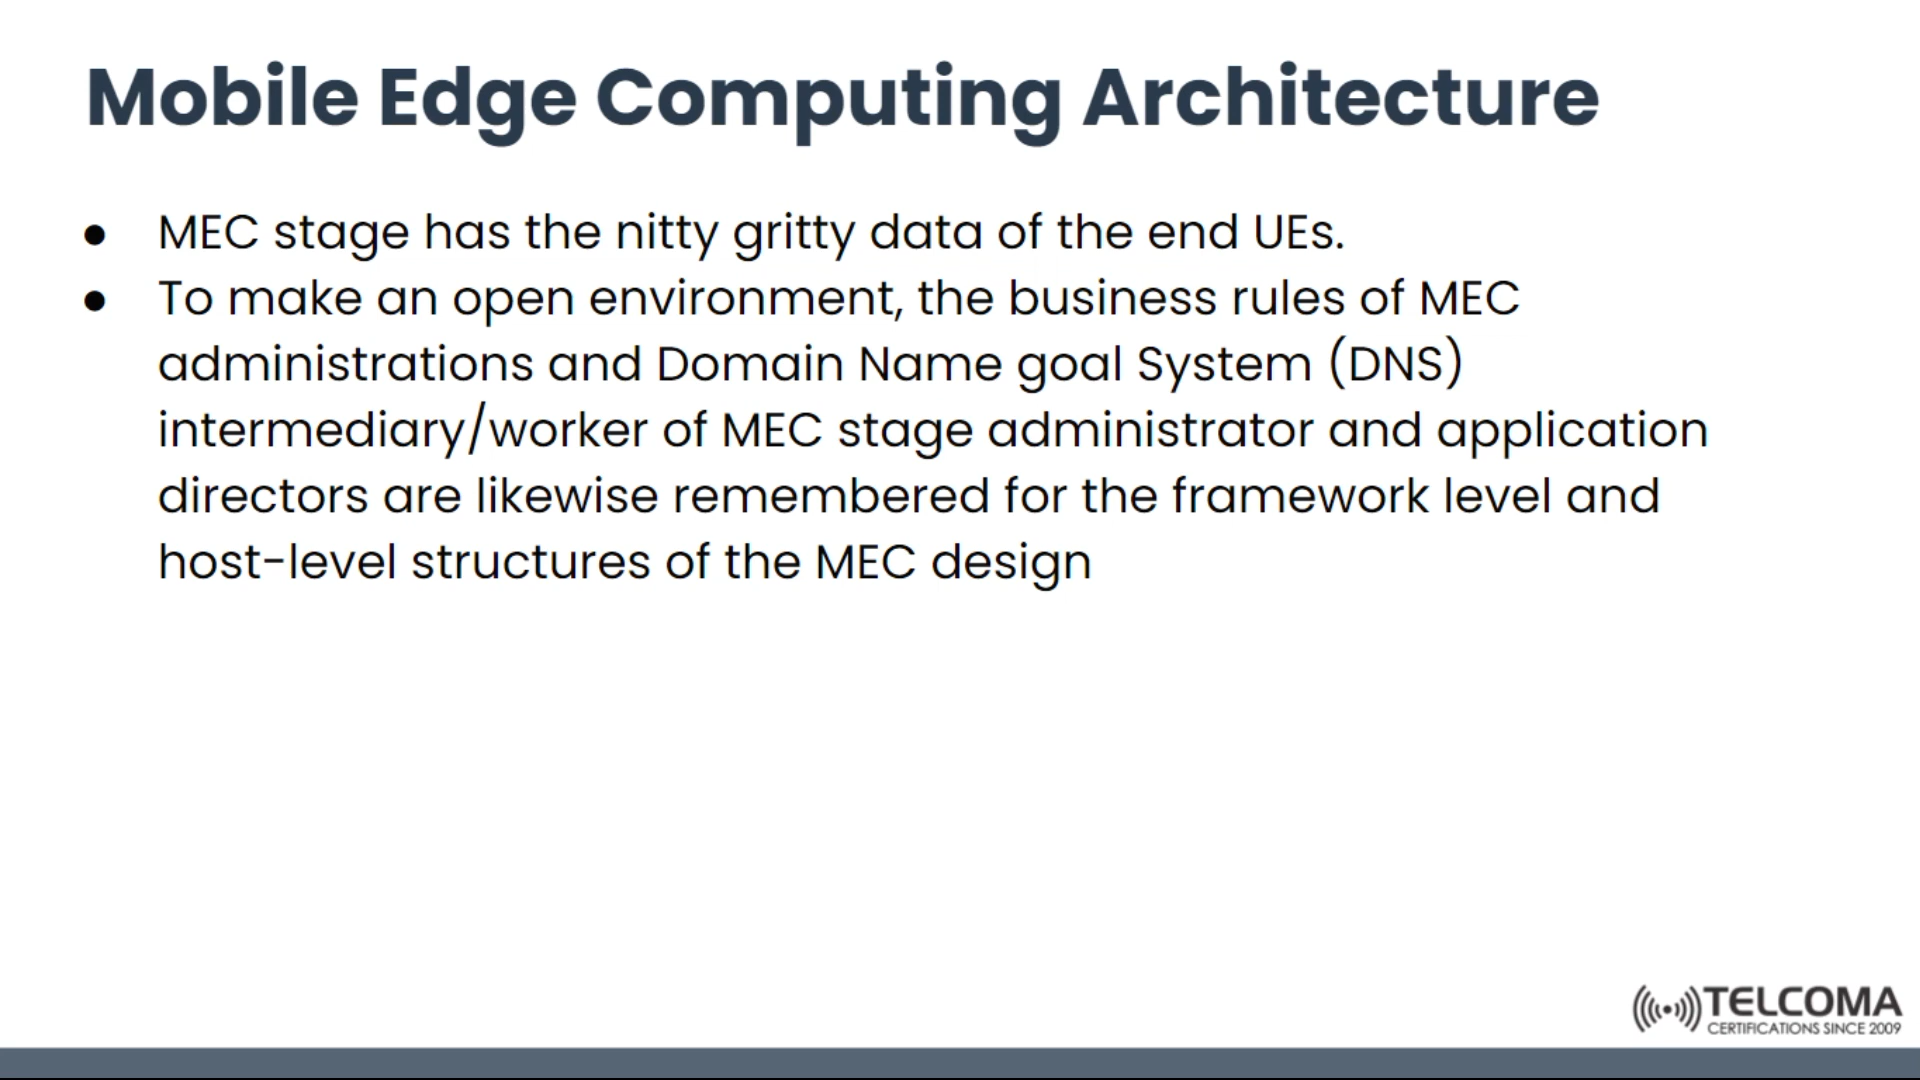 Mobile Edge Computing Architecture
● MEC stage has the nitty gritty data of the end UEs.
● To make an open environment, the business rules of MEC
administrations and Domain Name goal System (DNS)
intermediary/worker of MEC stage administrator and application
directors are likewise remembered for the framework level and
host-level structures of the MEC design
TELCOMA
CERTIFICATIONS SINCE 2009